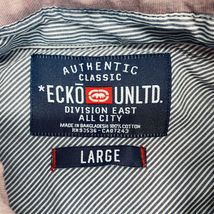 AUTHENTIC
CLASSIC
*ECKŌ UNLTD.
DIVISION EAST
ALL CITY
MADE IN BANGLADESH 100% COTTON
RN93536 - CA07243
LARGE